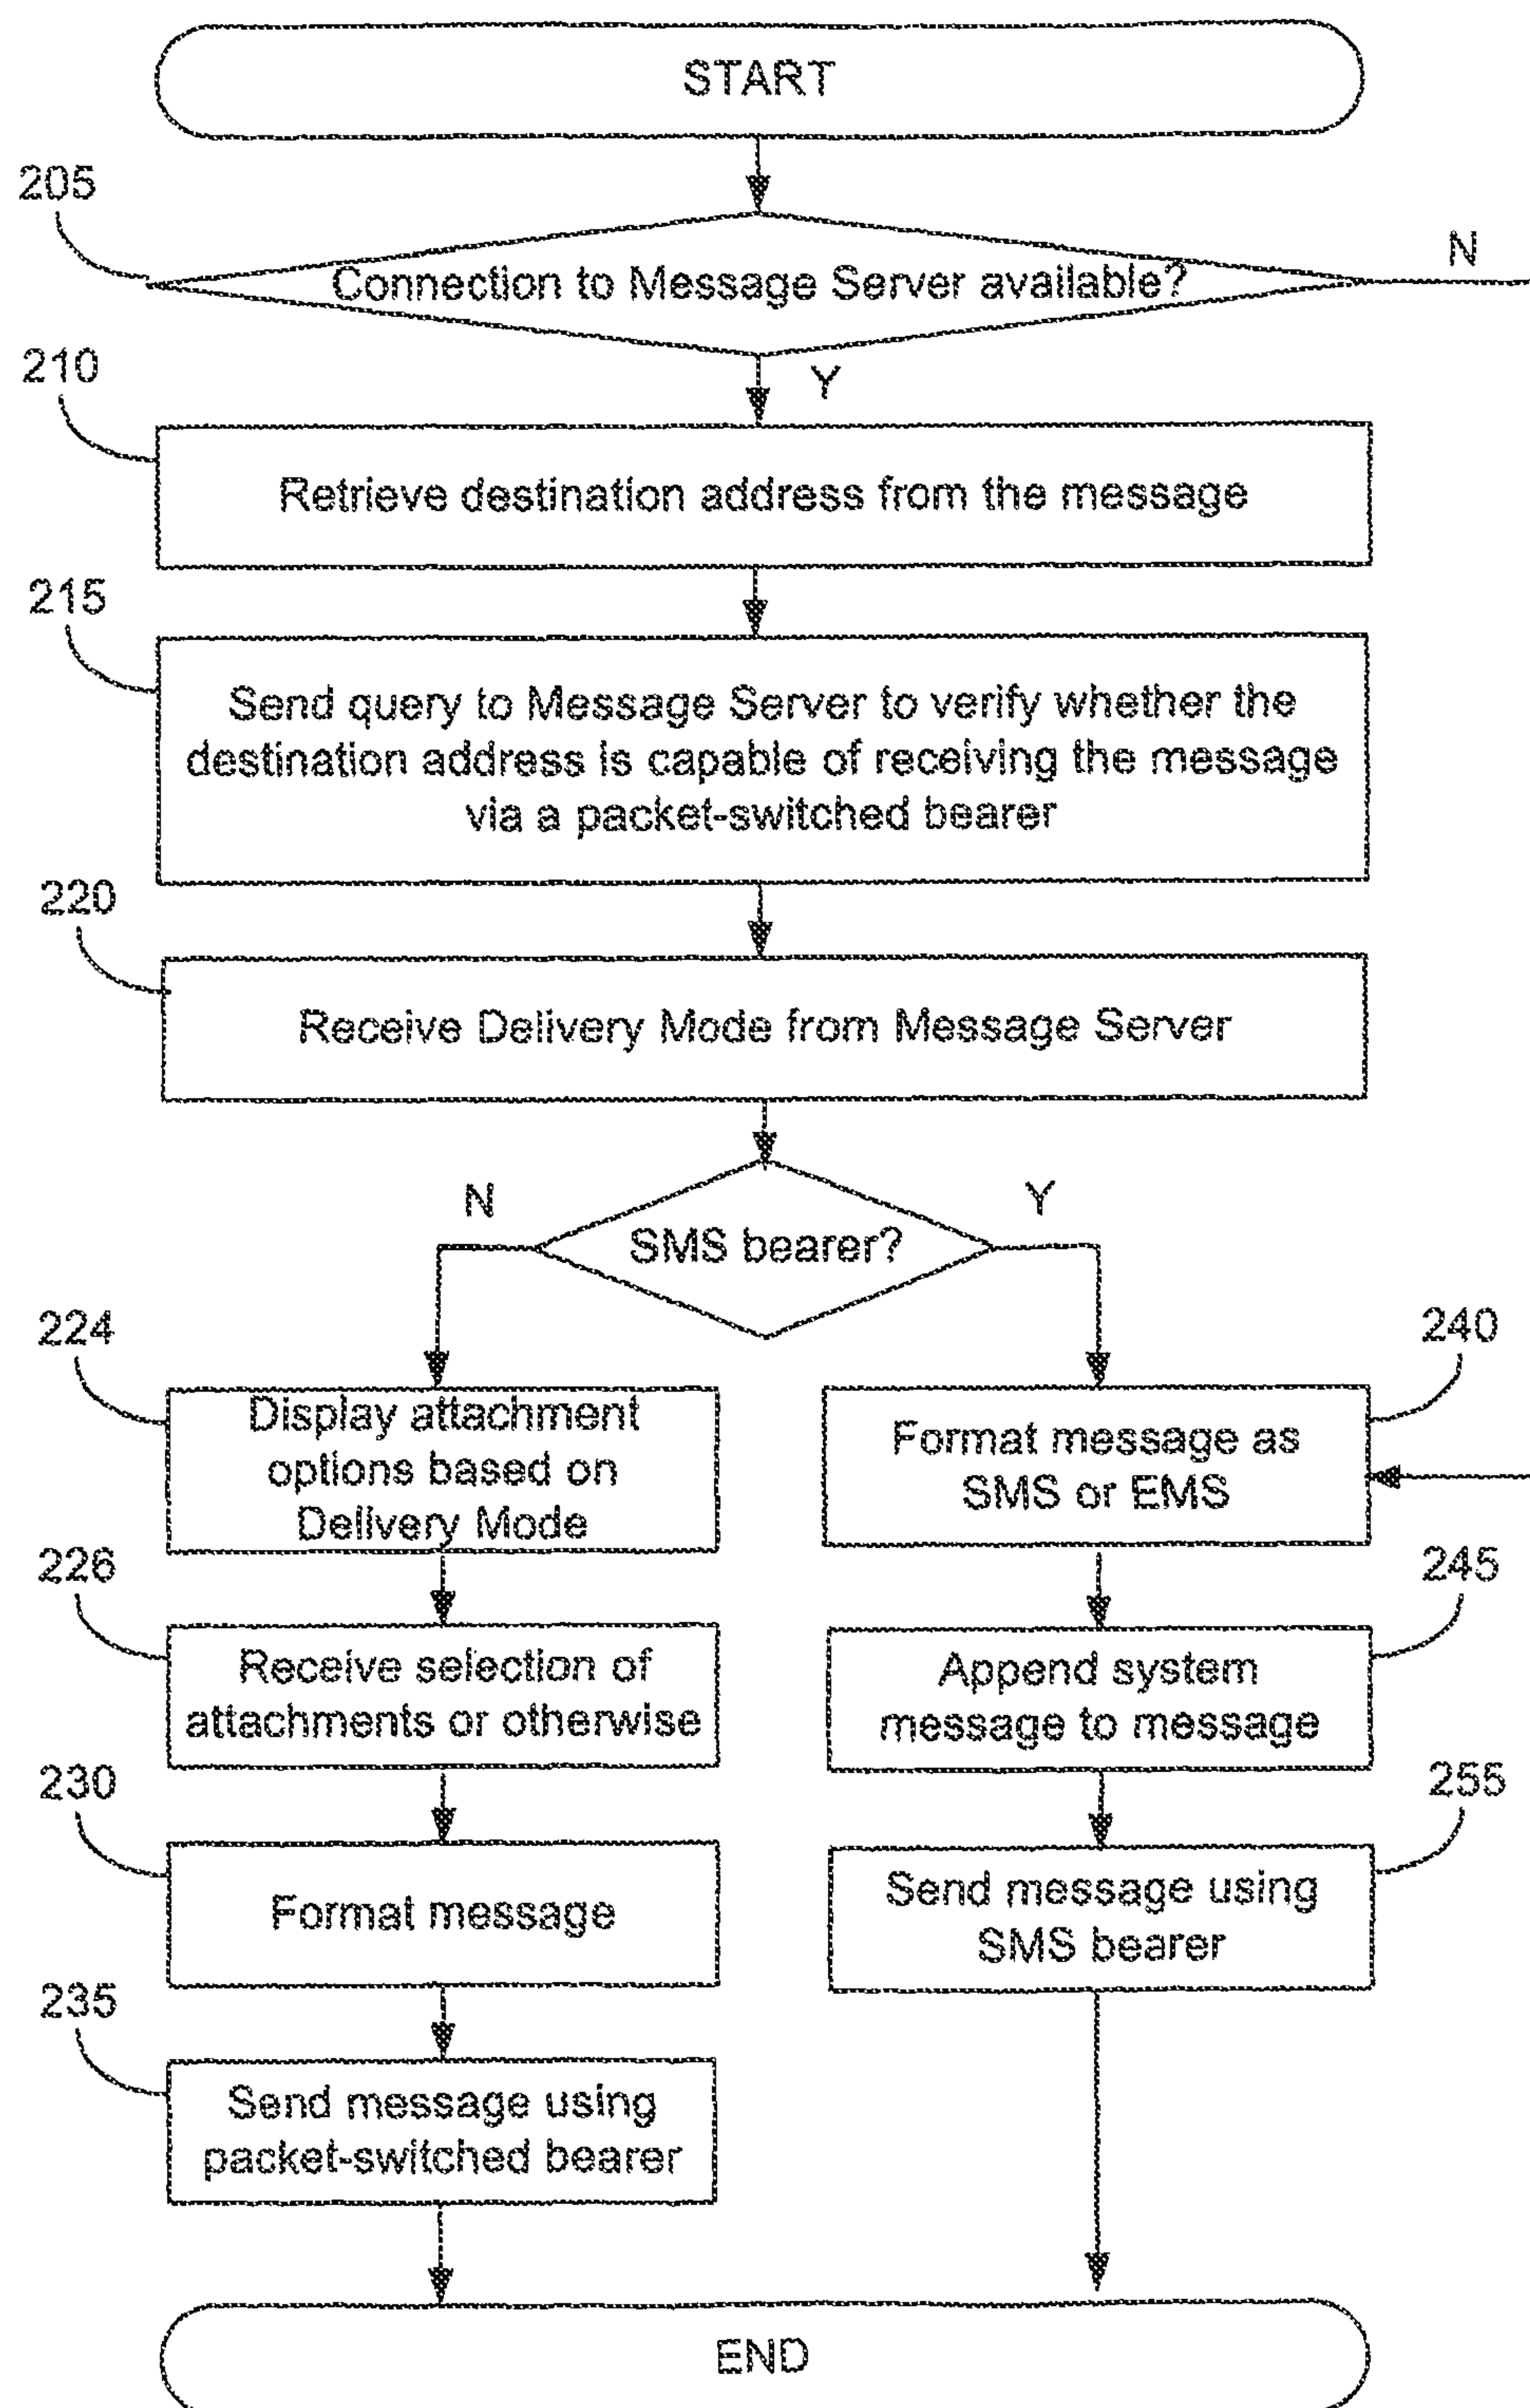 START
205
Connection to Message Server available?
N
Y
210
Retrieve destination address from the message
215
Send query to Message Server to verify whether the
destination address is capable of receiving the message
via a packet-switched bearer
220
Receive Delivery Mode from Message Server
N
SMS bearer?
Y
224
Display attachment
options based on
Delivery Mode
240
Format message as
SMS or EMS
226
Receive selection of
attachments or otherwise
245
Append system
message to message
230
Format message
255
Send message using
SMS bearer
235
Send message using
packet-switched bearer
END